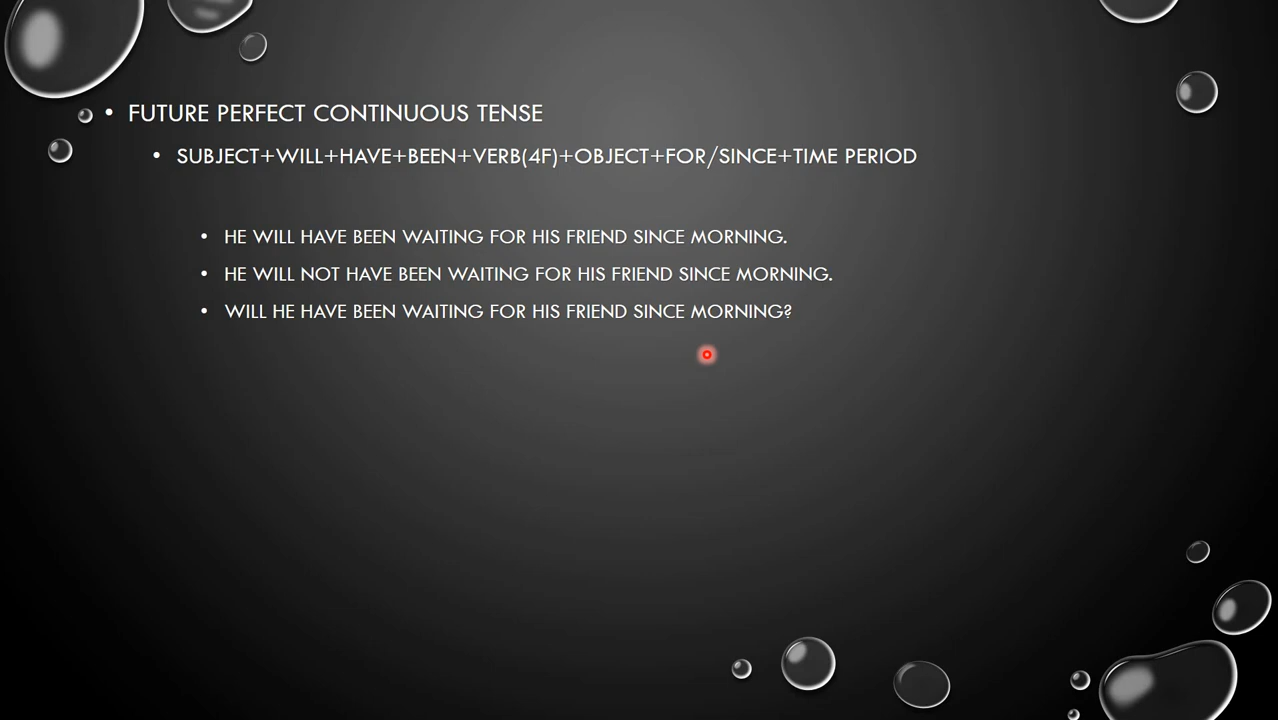 • FUTURE PERFECT CONTINUOUS TENSE
• SUBJECT+WILL+HAVE+BEEN+VERB(4F)+OBJECT+FOR/SINCE+TIME PERIOD
• HE WILL HAVE BEEN WAITING FOR HIS FRIEND SINCE MORNING.
• HE WILL NOT HAVE BEEN WAITING FOR HIS FRIEND SINCE MORNING.
• WILL HE HAVE BEEN WAITING FOR HIS FRIEND SINCE MORNING?